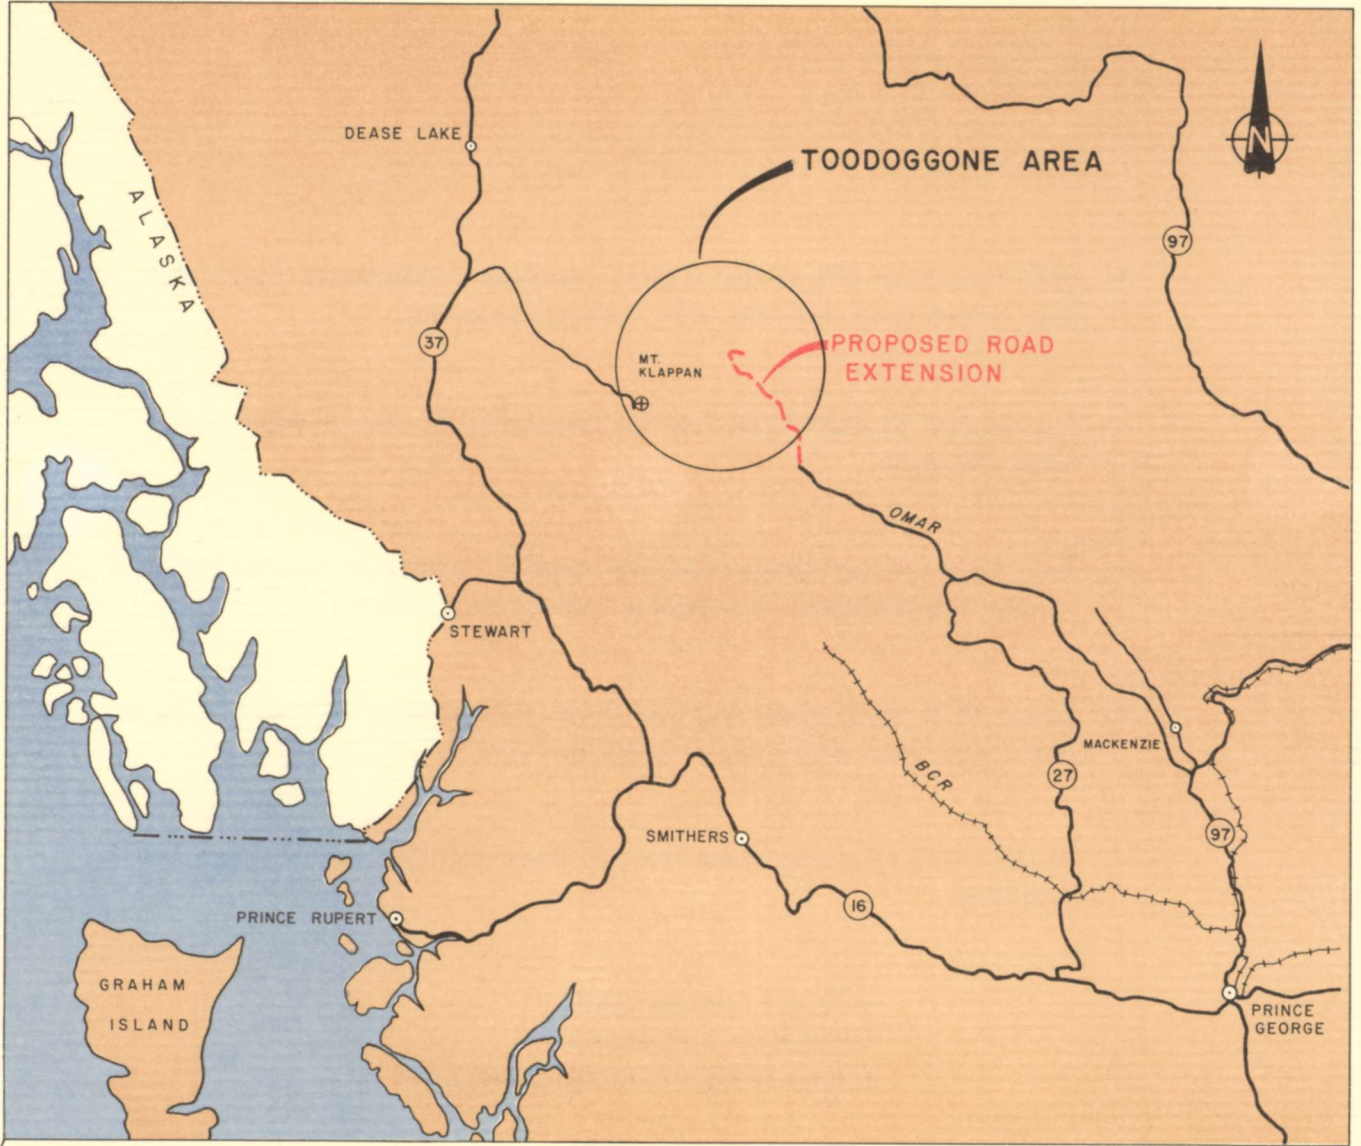 DEASE LAKE
TOODOGGONE AREA
N
ALASKA
97
37
MT.
KLAPPAN
PROPOSED ROAD
EXTENSION
OMAR
STEWART
MACKENZIE
BCR
27
SMITHERS
97
16
PRINCE RUPERT
GRAHAM
ISLAND
PRINCE
GEORGE